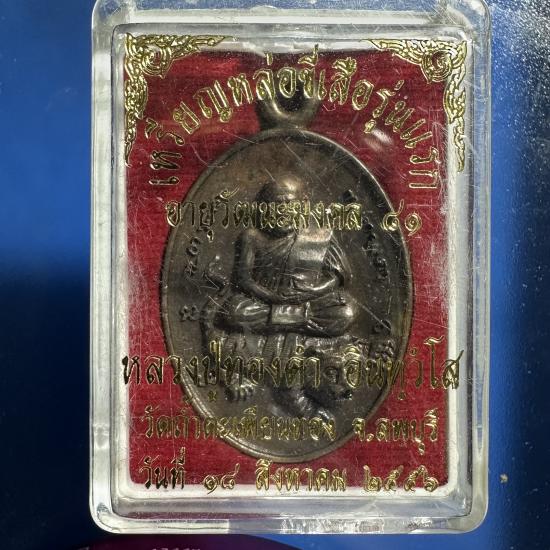 เหรียญหล่อขี่เสือรุ่นแรก
อายุวัฒนะมงคล ๘๑
หลวงปู่ทองดำ อินทฺวํโส
วัดถ้ำตะเพียนทอง จ.ลพบุรี
วันที่ ๑๘ สิงหาคม ๒๕๕๖